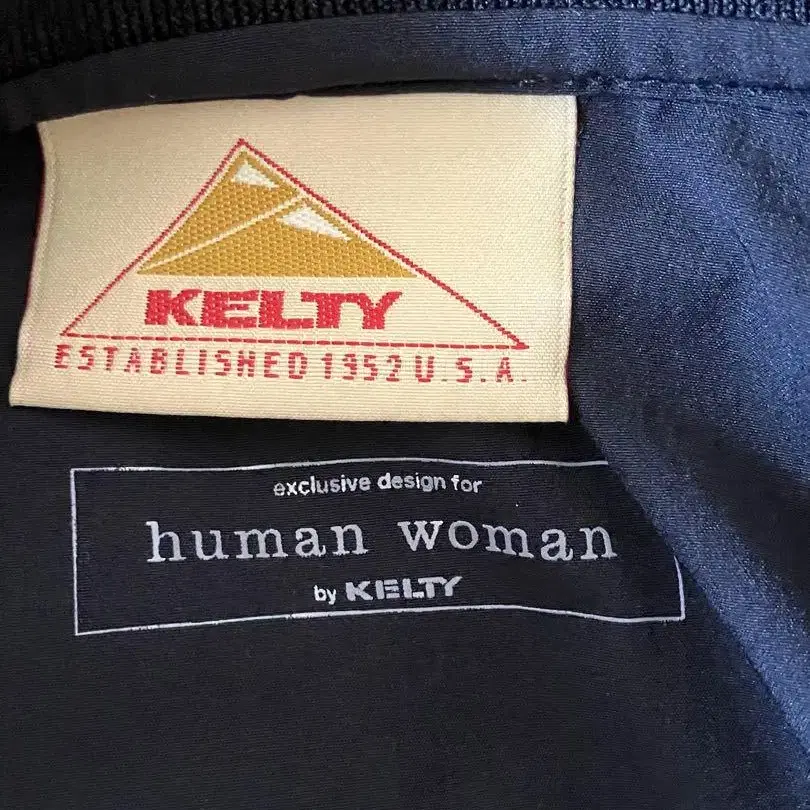 KELTY
ESTABLISHED 1952 U.S.A.
exclusive design for
human woman
by KELTY